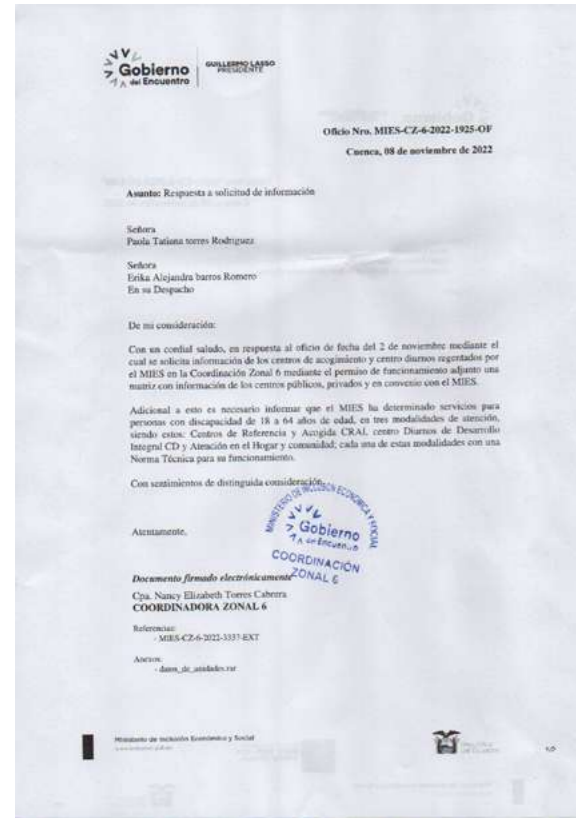 Gobierno
del Encuentro
GUILLERMO LASSO
PRESIDENTE
Oficio Nro. MIES-CZ-6-2022-1925-OF
Cuenca, 08 de noviembre de 2022
Asunto: Respuesta a solicitud de información
Señora
Paola Tatiana torres Rodriguez
Señora
Erika Alejandra barros Romero
En su Despacho
De mi consideración:
Con un cordial saludo, en respuesta al oficio de fecha del 2 de noviembre mediante el
cual se solicita información de los centros de acogimiento y centro diurnos regentados por
el MIES en la Coordinación Zonal 6 mediante el permiso de funcionamiento adjunto una
matriz con información de los centros públicos, privados y en convenio con el MIES.
Adicional a esto es necesario informar que el MIES ha determinado servicios para
personas con discapacidad de 18 a 64 años de edad, en tres modalidades de atención,
siendo estos: Centros de Referencia y Acogida CRAI, centro Diurnos de Desarrollo
Integral CD y Atención en el Hogar y comunidad; cada una de estas modalidades con una
Norma Técnica para su funcionamiento.
Con sentimientos de distinguida consideración.
MINISTERIO DE INCLUSIÓN ECONÓMICA Y SOCIAL
Gobierno
del Encuentro
COORDINACIÓN
ZONAL 6
Atentamente,
Documento firmado electrónicamente
Cpa. Nancy Elizabeth Torres Cabrera
COORDINADORA ZONAL 6
Referencias:
- MIES-CZ-6-2022-3337-EXT
Anexos:
- datos_de_unidades.rar
Ministerio de Inclusión Económica y Social